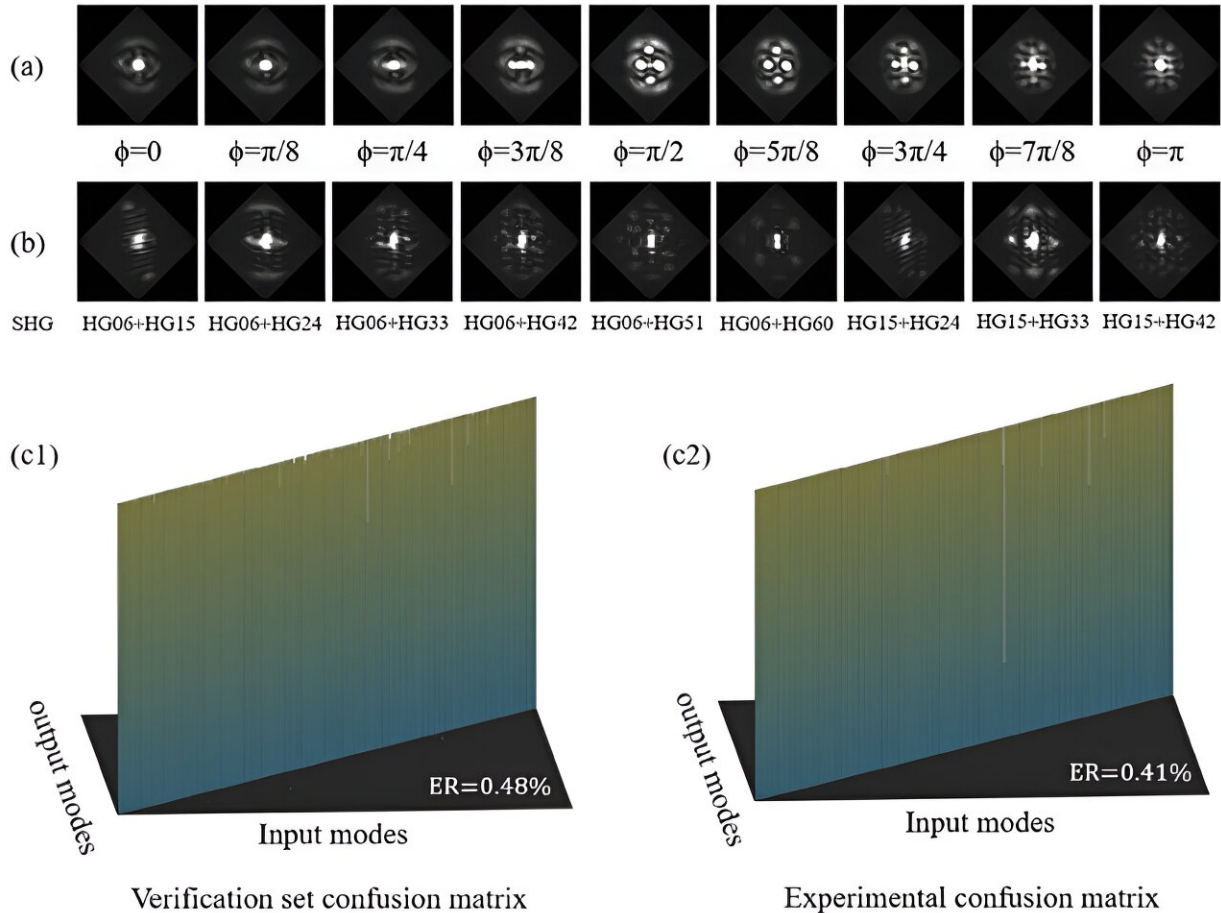 (a)
ϕ=0 ϕ=π/8 ϕ=π/4 ϕ=3π/8 ϕ=π/2 ϕ=5π/8 ϕ=3π/4 ϕ=7π/8 ϕ=π
(b)
SHG HG06+HG15 HG06+HG24 HG06+HG33 HG06+HG42 HG06+HG51 HG06+HG60 HG15+HG24 HG15+HG33 HG15+HG42
(c1)
output modes
ER=0.48%
Input modes
Verification set confusion matrix
(c2)
output modes
ER=0.41%
Input modes
Experimental confusion matrix